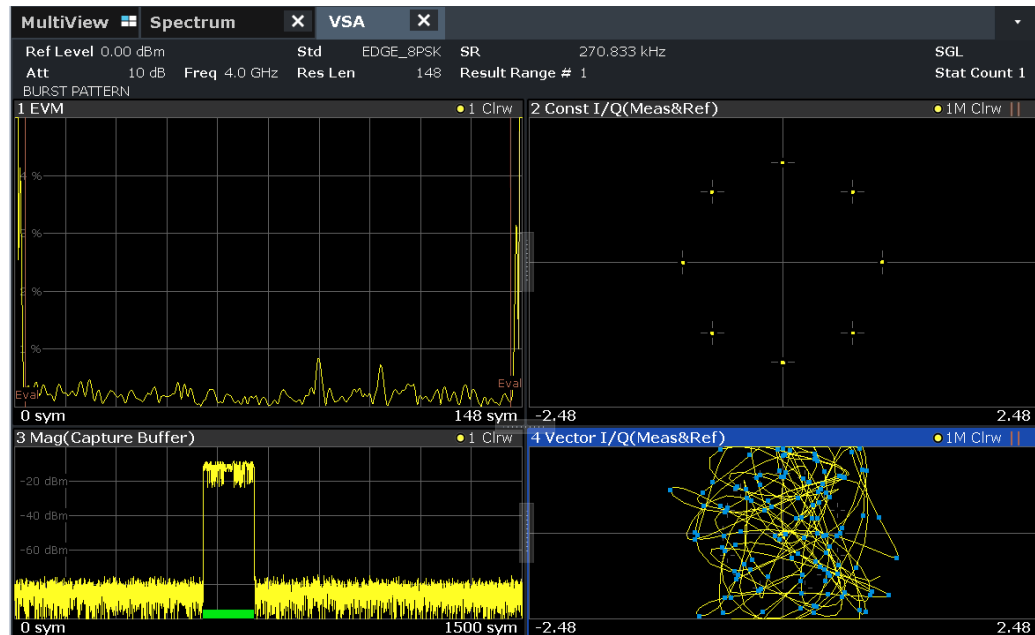 MultiView Spectrum X VSA X
Ref Level 0.00 dBm Std EDGE_8PSK SR 270.833 kHz SGL
Att 10 dB Freq 4.0 GHz Res Len 148 Result Range # 1 Stat Count 1
BURST PATTERN
1 EVM 1 Clrw
2 Const I/Q(Meas&Ref) 1M Clrw
4 %
%
2 %
1 %
Eval Eval
0 sym 148 sym
-2.48 2.48
3 Mag(Capture Buffer) 1 Clrw
4 Vector I/Q(Meas&Ref) 1M Clrw
-20 dBm
-40 dBm
-60 dBm
0 sym 1500 sym
-2.48 2.48